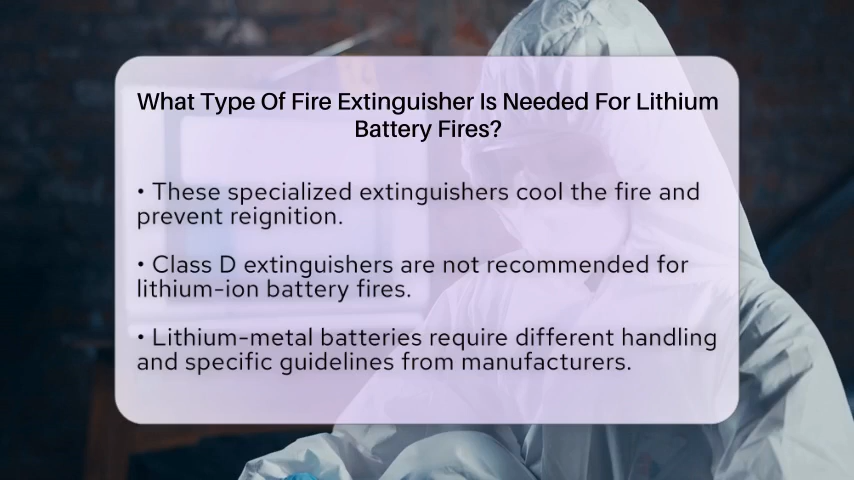 What Type Of Fire Extinguisher Is Needed For Lithium
Battery Fires?
• These specialized extinguishers cool the fire and
prevent reignition.
• Class D extinguishers are not recommended for
lithium-ion battery fires.
• Lithium-metal batteries require different handling
and specific guidelines from manufacturers.